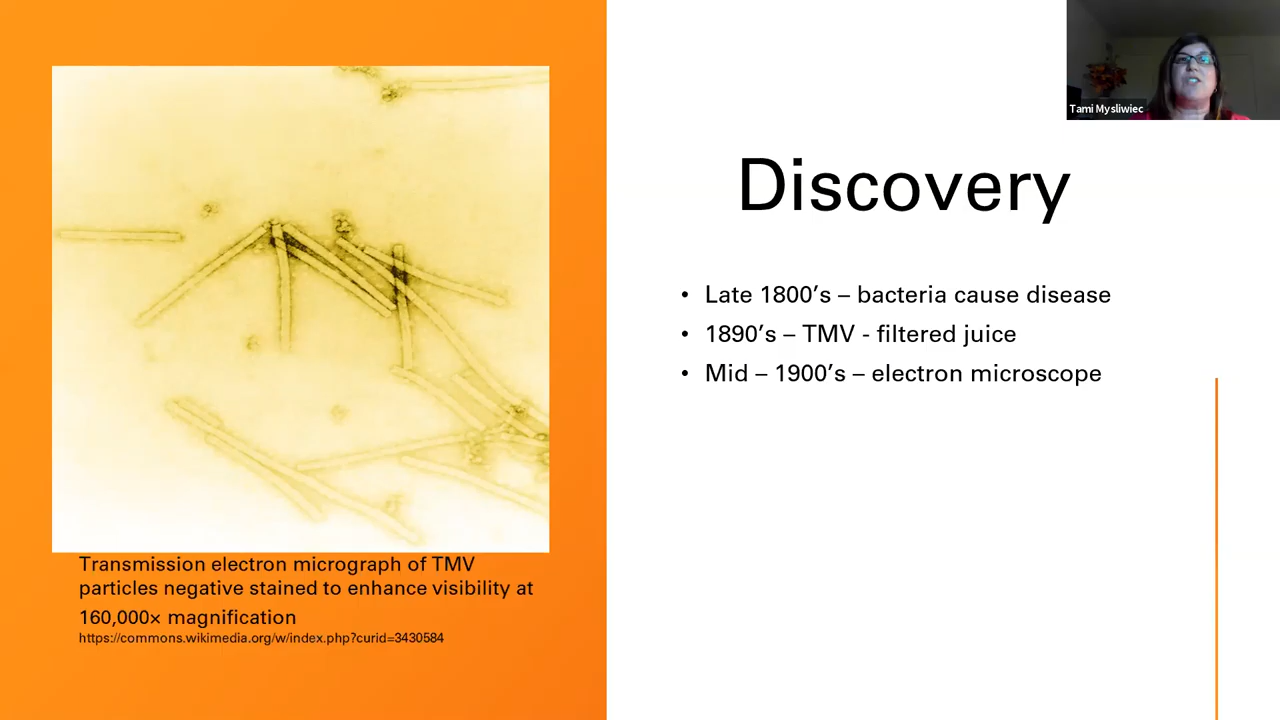 Tami Mysliwiec
Discovery
• Late 1800’s – bacteria cause disease
• 1890’s – TMV - filtered juice
• Mid – 1900’s – electron microscope
Transmission electron micrograph of TMV
particles negative stained to enhance visibility at
160,000× magnification
https://commons.wikimedia.org/w/index.php?curid=3430584